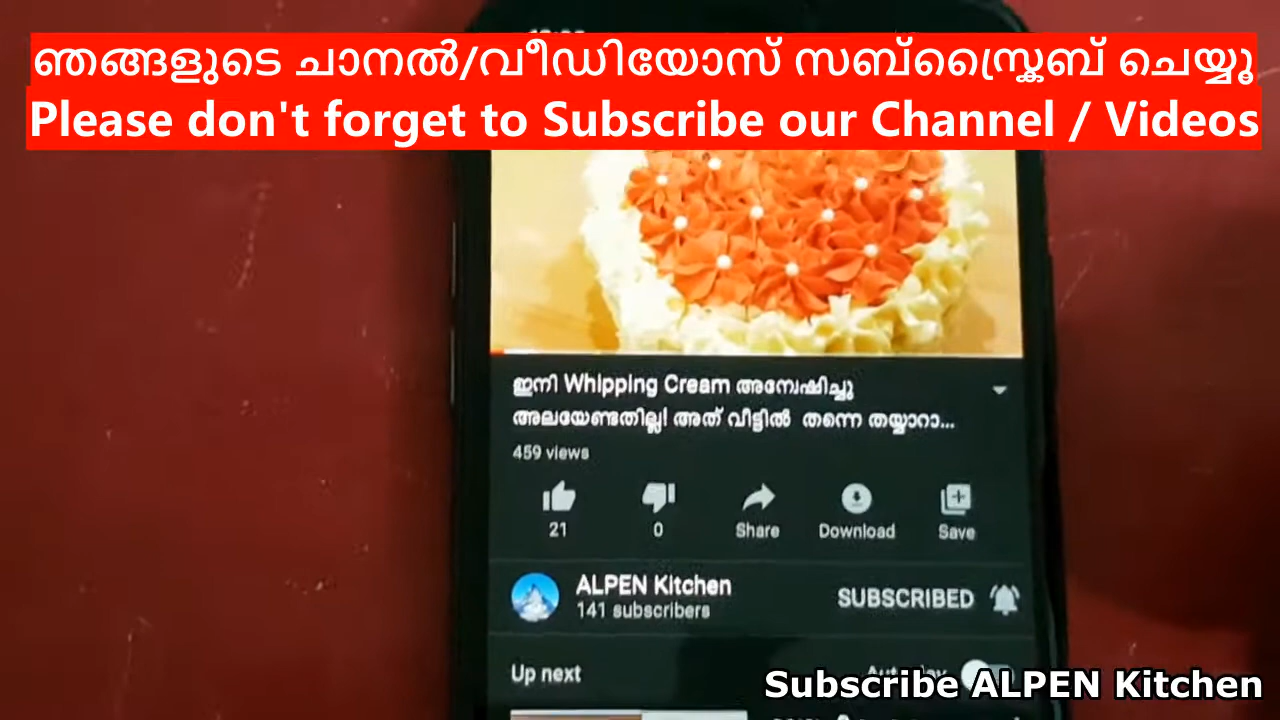 ഞങ്ങളുടെ ചാനൽ/വീഡിയോസ് സബ്സ്ക്രൈബ് ചെയ്യൂ
Please don't forget to Subscribe our Channel / Videos
ഇനി Whipping Cream അന്വേഷിച്ചു
അലയേണ്ടതില്ല! അത് വീട്ടിൽ തന്നെ തയ്യാറാ...
459 views
21
0
Share
Download
Save
ALPEN Kitchen
141 subscribers
SUBSCRIBED
Up next
Subscribe ALPEN Kitchen